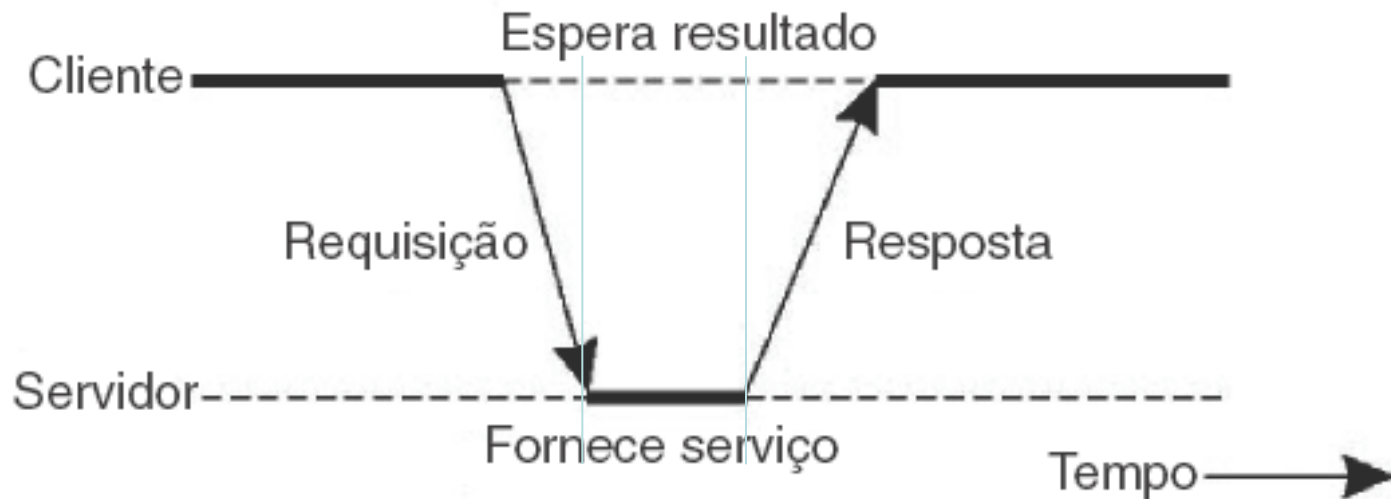 Espera resultado
Cliente
Requisição
Resposta
Servidor
Fornece serviço
Tempo